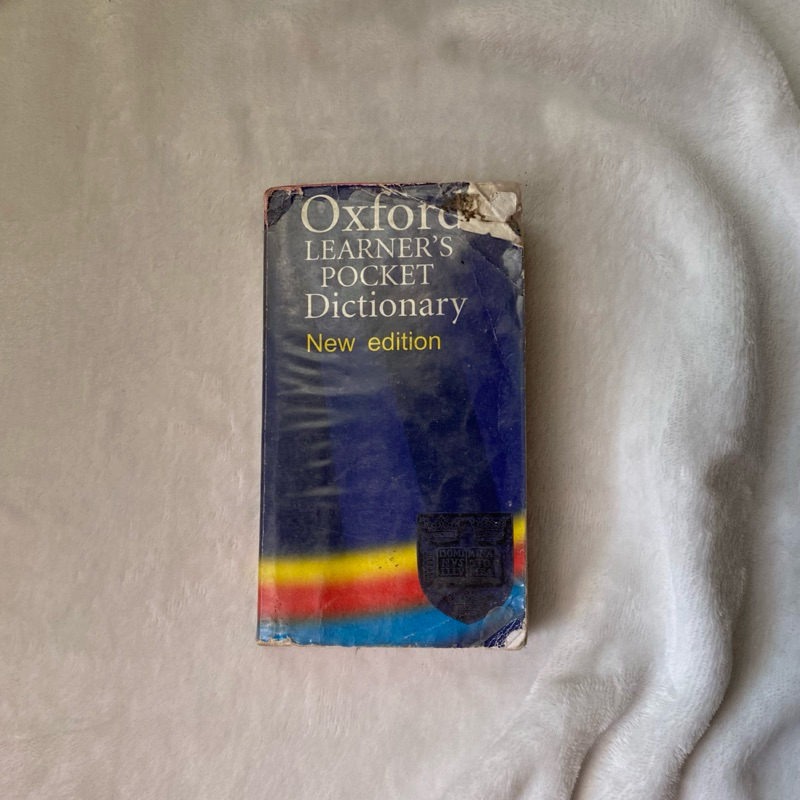 Oxford
LEARNER'S
POCKET
Dictionary
New edition